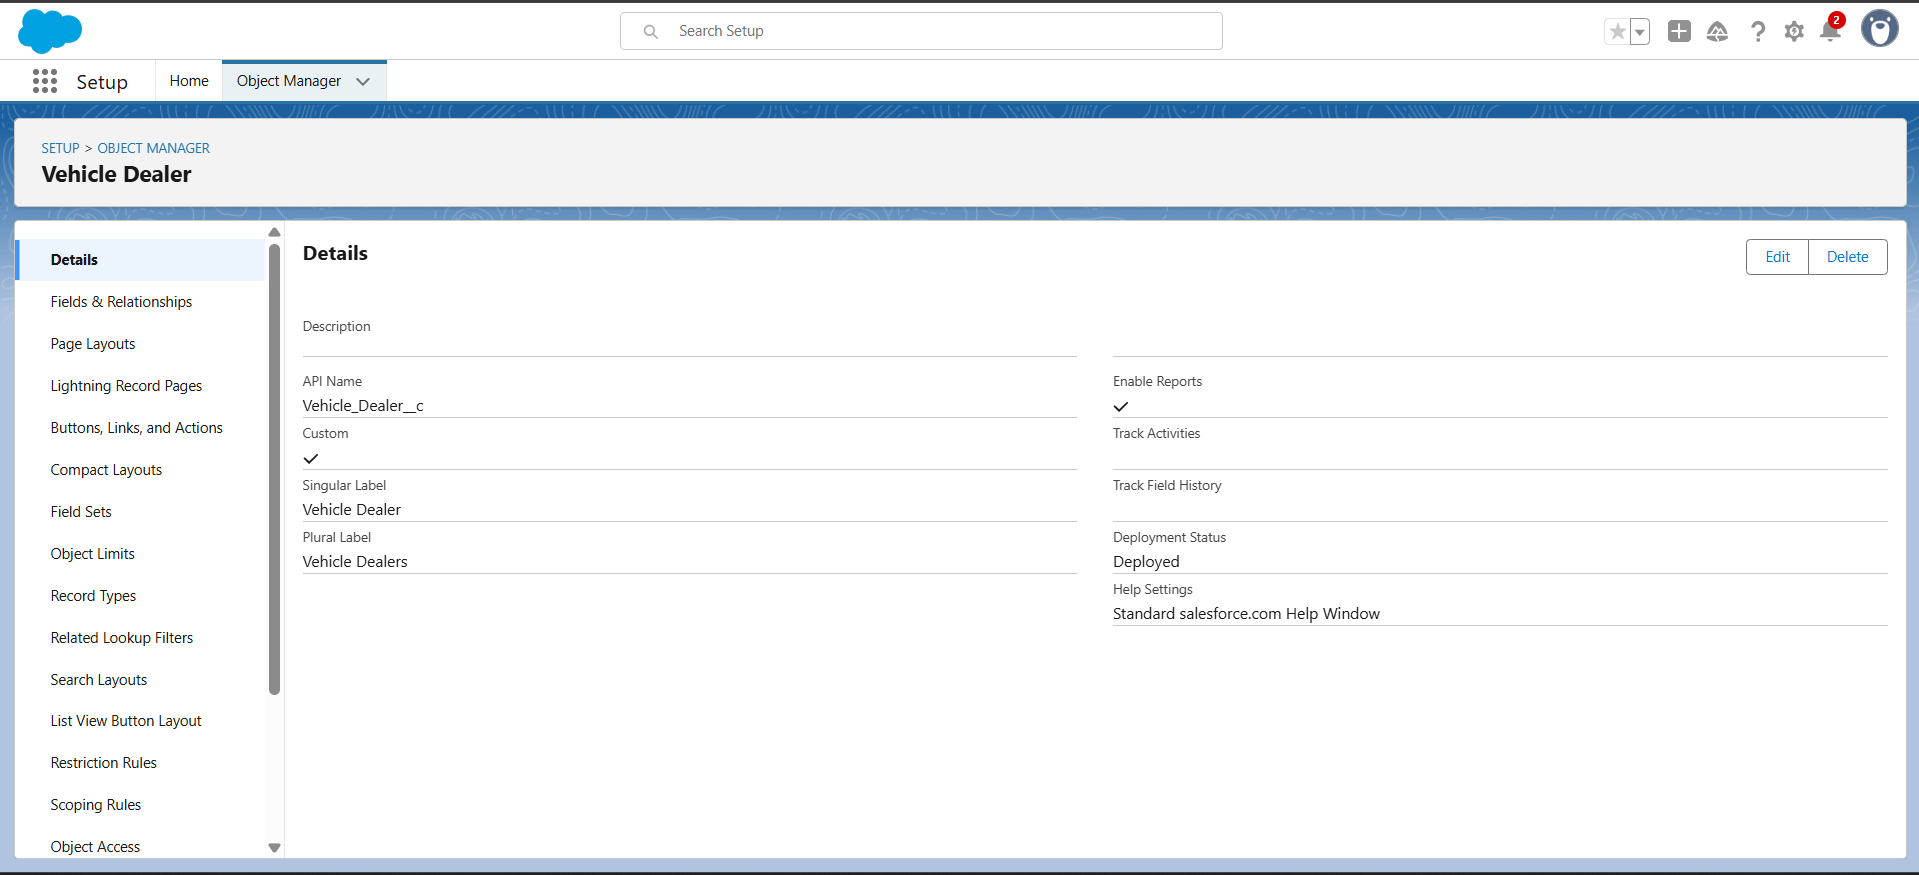 Search Setup
2
Setup
Home
Object Manager
SETUP > OBJECT MANAGER
Vehicle Dealer
Details
Fields & Relationships
Page Layouts
Lightning Record Pages
Buttons, Links, and Actions
Compact Layouts
Field Sets
Object Limits
Record Types
Related Lookup Filters
Search Layouts
List View Button Layout
Restriction Rules
Scoping Rules
Object Access
Details
Edit
Delete
Description
API Name
Vehicle_Dealer__c
Custom
Singular Label
Vehicle Dealer
Plural Label
Vehicle Dealers
Enable Reports
Track Activities
Track Field History
Deployment Status
Deployed
Help Settings
Standard salesforce.com Help Window